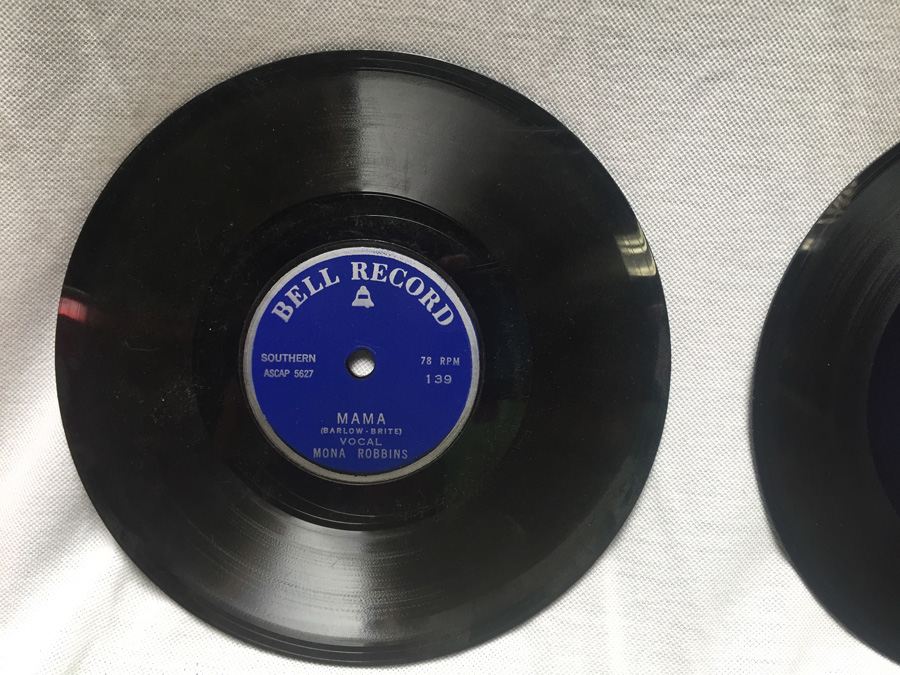 BELL RECORD
SOUTHERN
ASCAP 5627
78 RPM
139
MAMA
(BARLOW-BRITE)
VOCAL
MONA ROBBINS